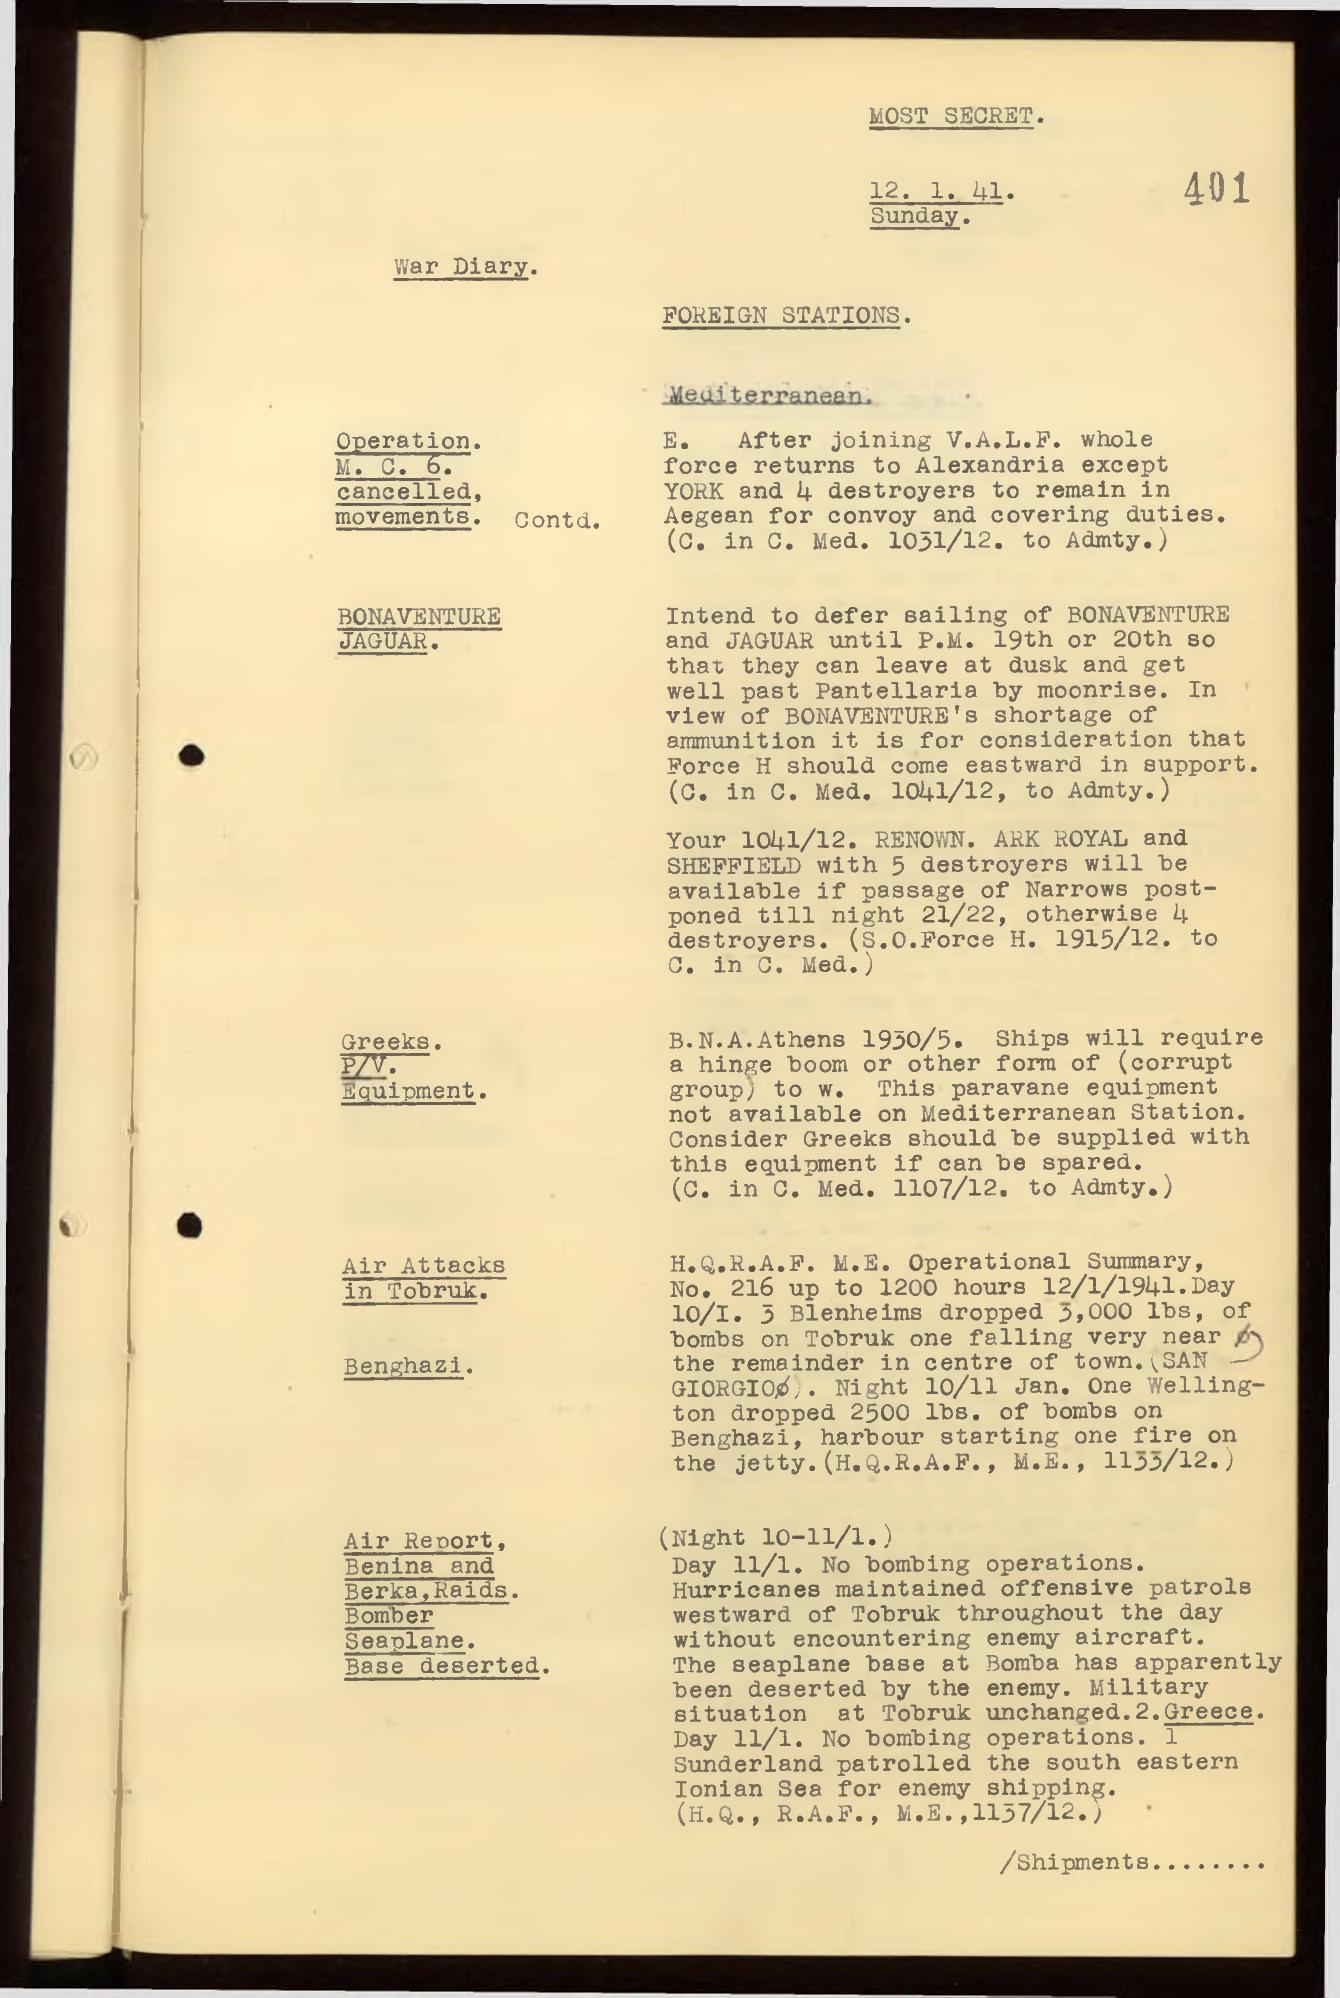 MOST SECRET.
12. 1. 41.
401
Sunday.
War Diary.
FOREIGN STATIONS.
Mediterranean.
Operation.
M. C. 6.
cancelled,
movements. Contd.
E. After joining V.A.L.F. whole
force returns to Alexandria except
YORK and 4 destroyers to remain in
Aegean for convoy and covering duties.
(C. in C. Med. 1031/12. to Admty.)
BONAVENTURE
JAGUAR.
Intend to defer sailing of BONAVENTURE
and JAGUAR until P.M. 19th or 20th so
that they can leave at dusk and get
well past Pantellaria by moonrise. In
view of BONAVENTURE's shortage of
ammunition it is for consideration that
Force H should come eastward in support.
(C. in C. Med. 1041/12, to Admty.)
Your 1041/12. RENOWN. ARK ROYAL and
SHEFFIELD with 5 destroyers will be
available if passage of Narrows post-
poned till night 21/22, otherwise 4
destroyers. (S.O.Force H. 1915/12. to
C. in C. Med.)
Greeks.
P/V.
Equipment.
B.N.A.Athens 1930/5. Ships will require
a hinge boom or other form of (corrupt
group) to w. This paravane equipment
not available on Mediterranean Station.
Consider Greeks should be supplied with
this equipment if can be spared.
(C. in C. Med. 1107/12. to Admty.)
Air Attacks
in Tobruk.
Benghazi.
H.Q.R.A.F. M.E. Operational Summary,
No. 216 up to 1200 hours 12/1/1941.Day
10/I. 3 Blenheims dropped 3,000 lbs, of
bombs on Tobruk one falling very near ø
the remainder in centre of town.(SAN
GIORGIOø). Night 10/11 Jan. One Welling-
ton dropped 2500 lbs. of bombs on
Benghazi, harbour starting one fire on
the jetty.(H.Q.R.A.F., M.E., 1133/12.)
Air Report,
Benina and
Berka,Raids.
Bomber
Seaplane.
Base deserted.
(Night 10-11/1.)
Day 11/1. No bombing operations.
Hurricanes maintained offensive patrols
westward of Tobruk throughout the day
without encountering enemy aircraft.
The seaplane base at Bomba has apparently
been deserted by the enemy. Military
situation at Tobruk unchanged.2.Greece.
Day 11/1. No bombing operations. 1
Sunderland patrolled the south eastern
Ionian Sea for enemy shipping.
(H.Q., R.A.F., M.E.,1137/12.)
/Shipments........